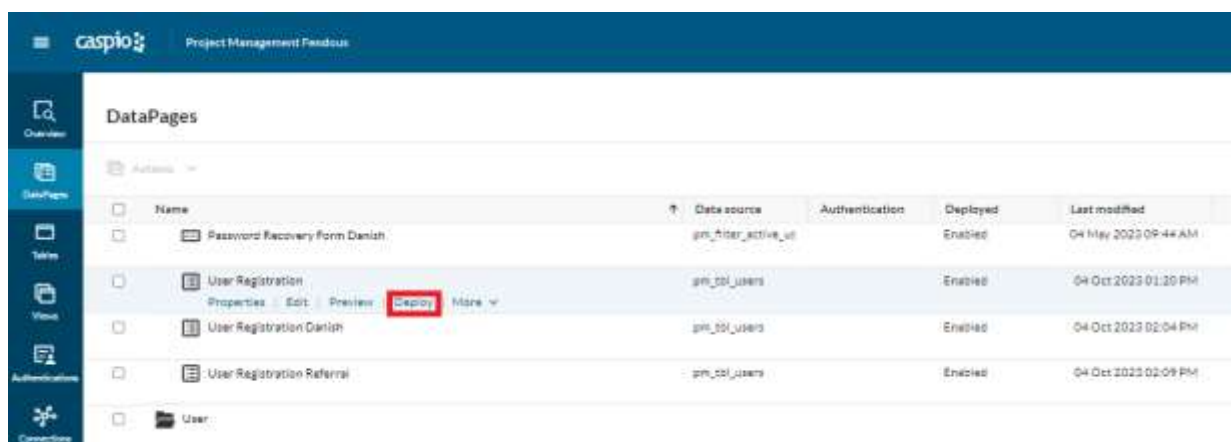 caspio Project Management Fendous
Overview
DataPages
Tables
Views
Authentications
Connections
DataPages
Actions
Name Data source Authentication Deployed Last modified
Password Recovery Form Danish pm_filter_active_us Enabled 04 May 2023 09:44 AM
User Registration pm_tbl_users Enabled 04 Oct 2023 01:20 PM
Properties Edit Preview Deploy More
User Registration Danish pm_tbl_users Enabled 04 Oct 2023 02:04 PM
User Registration Referral pm_tbl_users Enabled 04 Oct 2023 02:09 PM
User